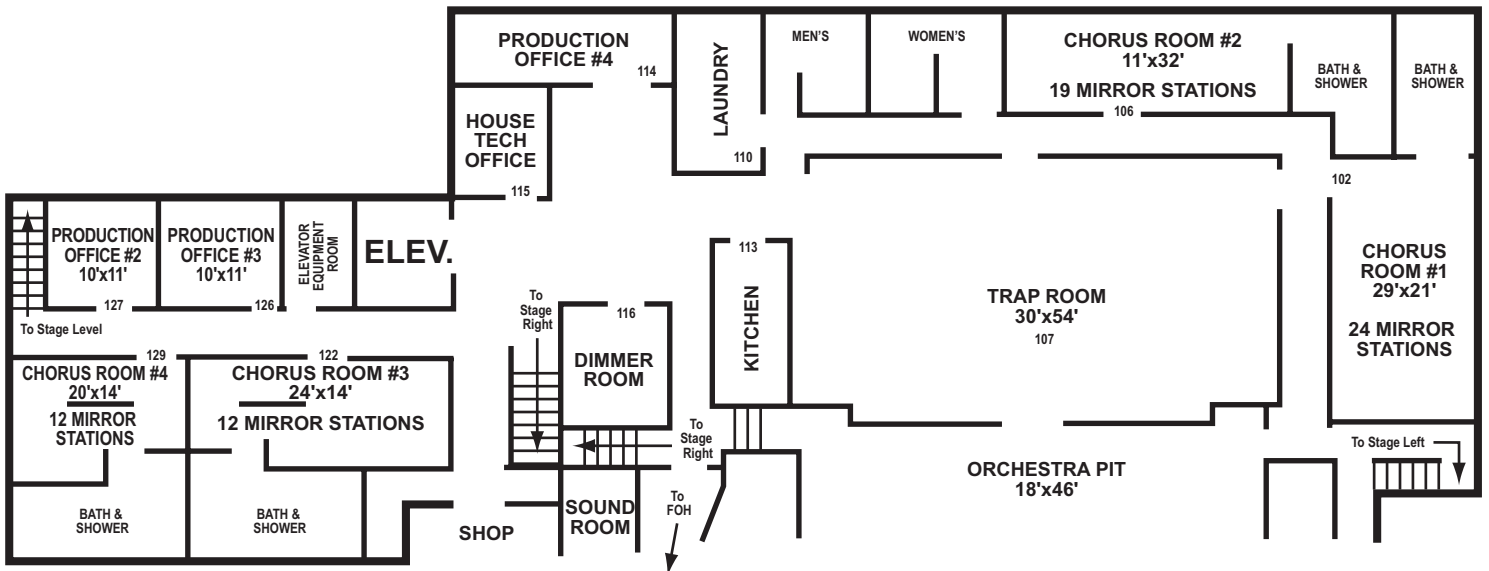 PRODUCTION
OFFICE #4
114
LAUNDRY
110
MEN'S
WOMEN'S
CHORUS ROOM #2
11'x32'
19 MIRROR STATIONS
106
BATH &
SHOWER
BATH &
SHOWER
HOUSE
TECH
OFFICE
115
102
PRODUCTION
OFFICE #2
10'x11'
127
PRODUCTION
OFFICE #3
10'x11'
126
ELEVATOR
EQUIPMENT
ROOM
ELEV.
To Stage Level
113
KITCHEN
CHORUS
ROOM #1
29'x21'
24 MIRROR
STATIONS
TRAP ROOM
30'x54'
107
To
Stage
Right
116
DIMMER
ROOM
129
CHORUS ROOM #4
20'x14'
12 MIRROR
STATIONS
122
CHORUS ROOM #3
24'x14'
12 MIRROR STATIONS
To
Stage
Right
To Stage Left
ORCHESTRA PIT
18'x46'
BATH &
SHOWER
BATH &
SHOWER
SHOP
SOUND
ROOM
To
FOH